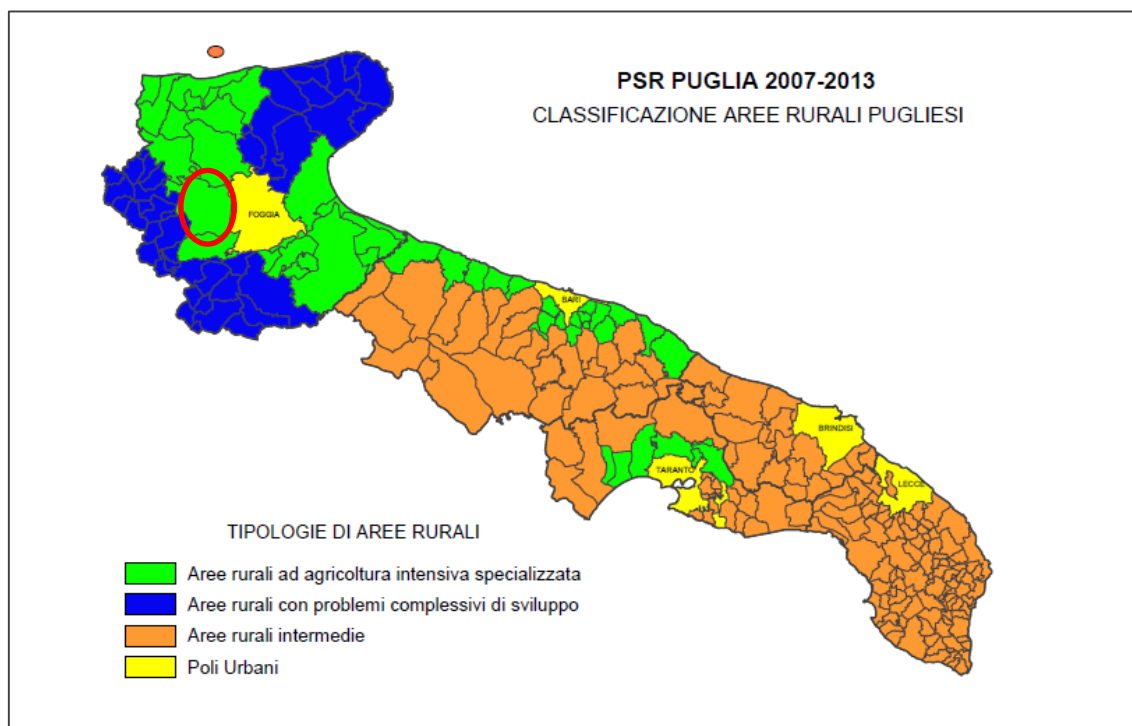 PSR PUGLIA 2007-2013
CLASSIFICAZIONE AREE RURALI PUGLIESI
FOGGIA
BARI
BRINDISI
TARANTO
LECCE
TIPOLOGIE DI AREE RURALI
Aree rurali ad agricoltura intensiva specializzata
Aree rurali con problemi complessivi di sviluppo
Aree rurali intermedie
Poli Urbani